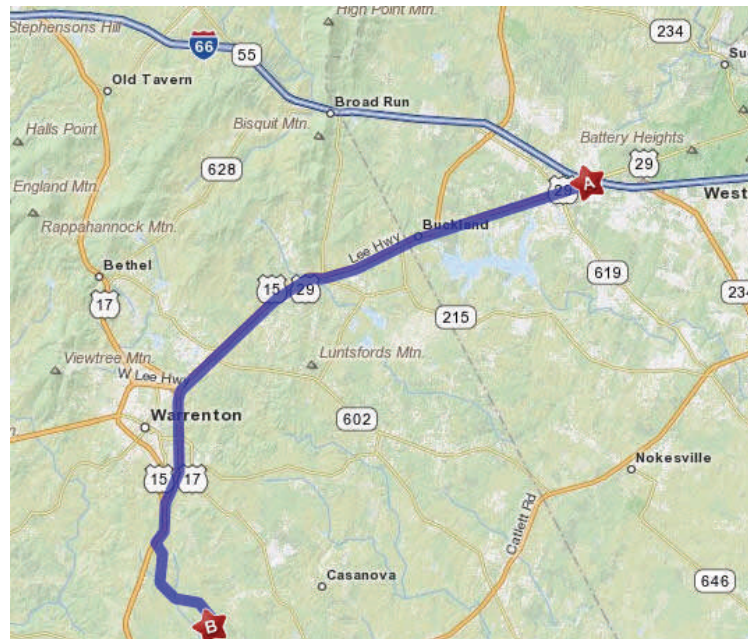 Stephensons Hill
High Point Mtn.
234
66
55
Su
Old Tavern
Broad Run
Halls Point
Bisquit Mtn.
Battery Heights
29
628
England Mtn.
29
A
West
Rappahannock Mtn.
Buckland
Lee Hwy
Bethel
619
15
29
234
17
215
Viewtree Mtn.
Luntsfords Mtn.
W Lee Hwy
Warrenton
602
Nokesville
15
17
Catlett Rd
Casanova
646
B